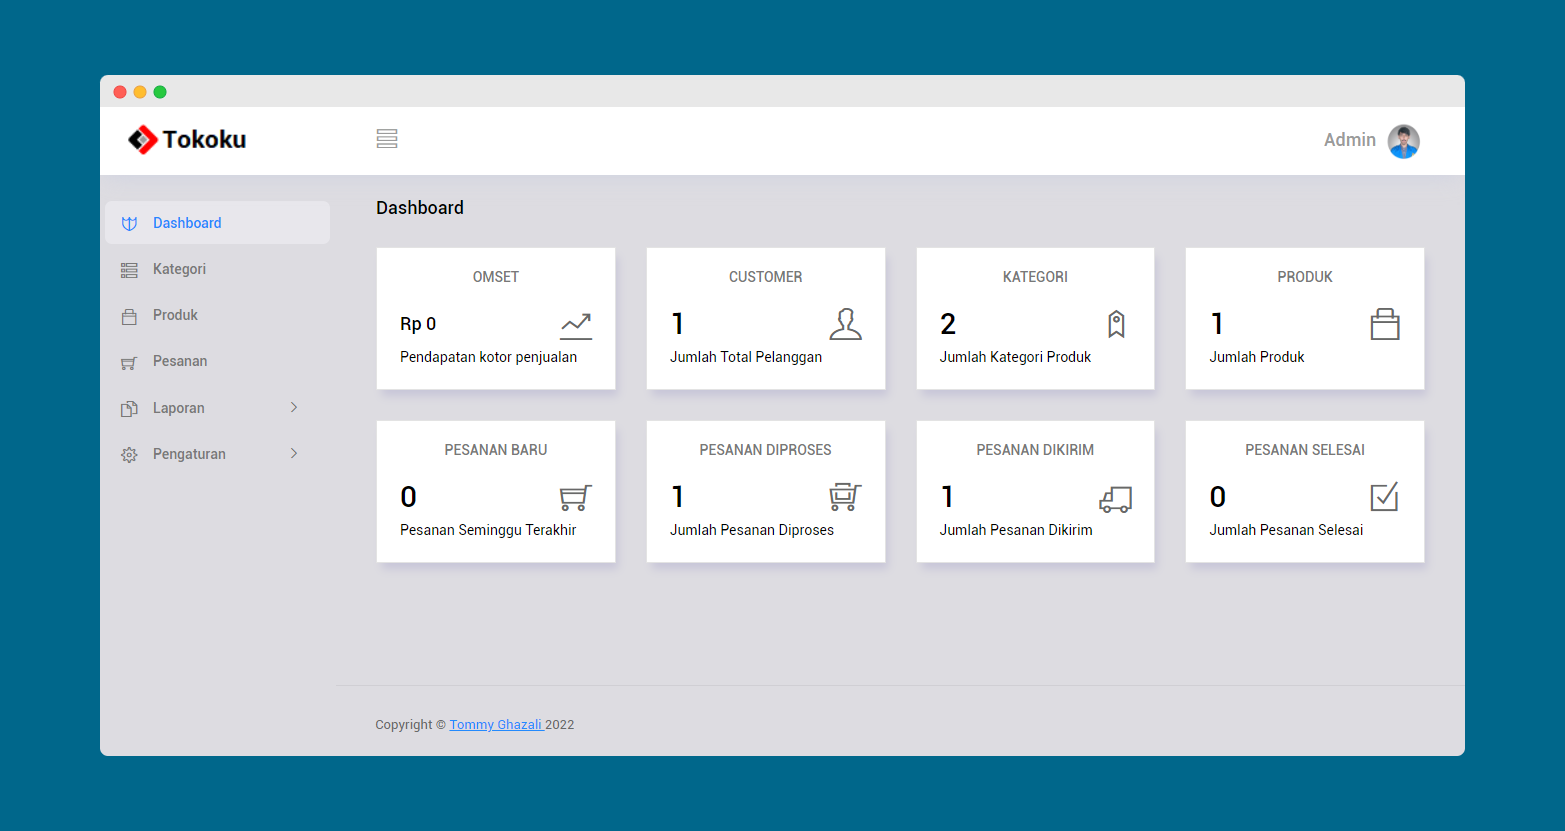 Tokoku
Admin
Dashboard
Kategori
Produk
Pesanan
Laporan
Pengaturan
Dashboard
OMSET
Rp 0
Pendapatan kotor penjualan
CUSTOMER
1
Jumlah Total Pelanggan
KATEGORI
2
Jumlah Kategori Produk
PRODUK
1
Jumlah Produk
PESANAN BARU
0
Pesanan Seminggu Terakhir
PESANAN DIPROSES
1
Jumlah Pesanan Diproses
PESANAN DIKIRIM
1
Jumlah Pesanan Dikirim
PESANAN SELESAI
0
Jumlah Pesanan Selesai
Copyright © Tommy Ghazali 2022